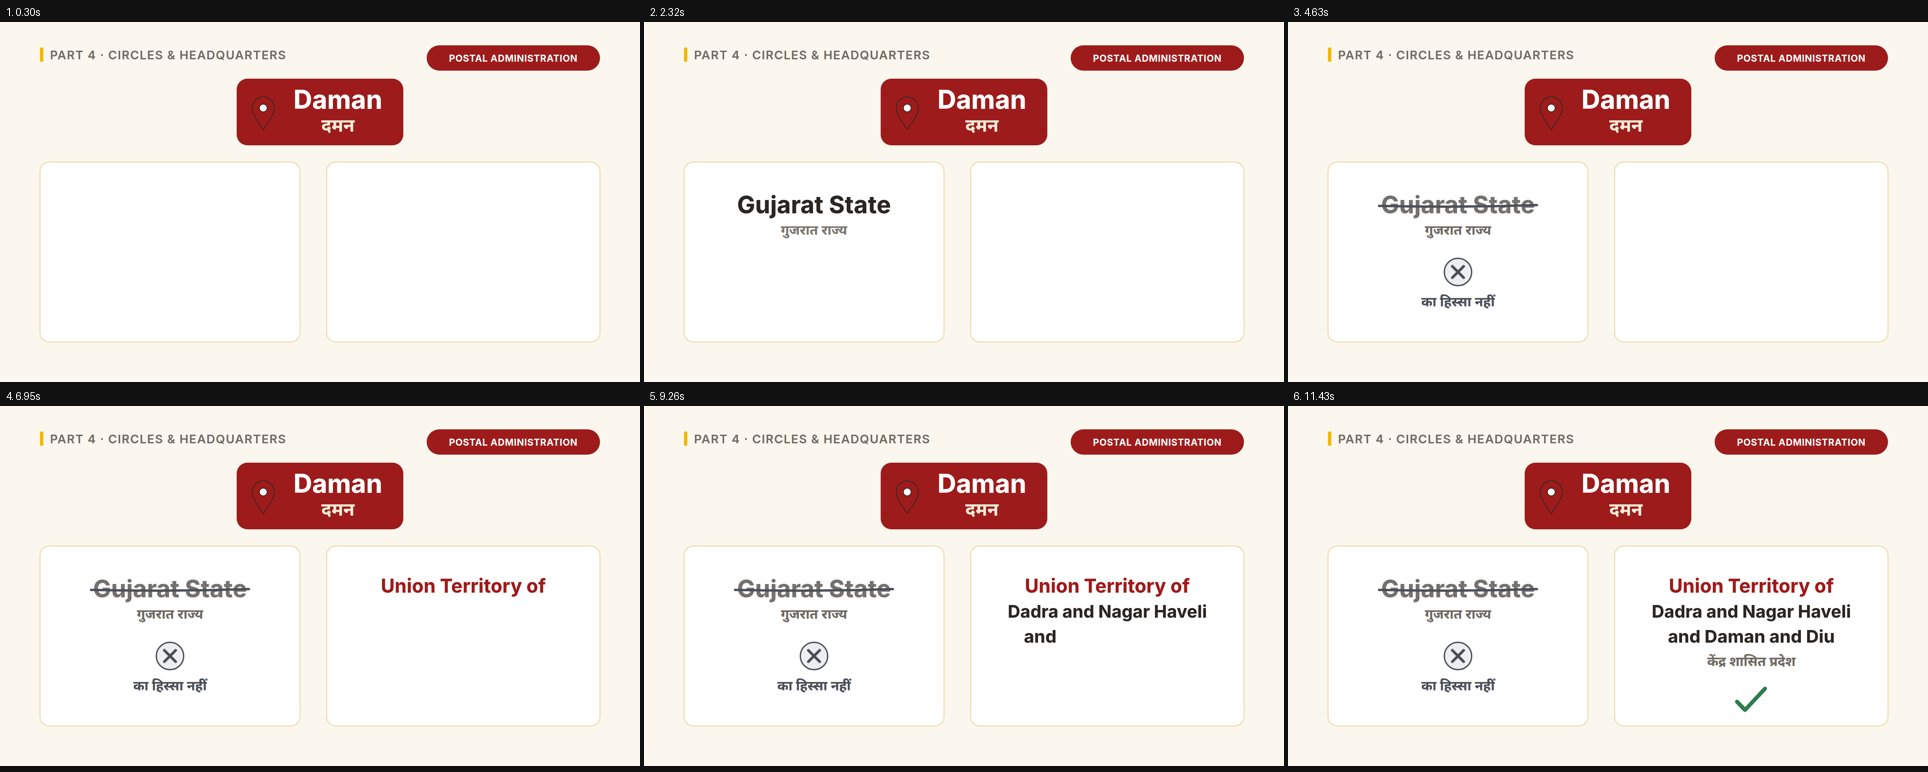 1. 0.30s
PART 4 · CIRCLES & HEADQUARTERS
POSTAL ADMINISTRATION
Daman
दमन
2. 2.32s
PART 4 · CIRCLES & HEADQUARTERS
POSTAL ADMINISTRATION
Daman
दमन
Gujarat State
गुजरात राज्य
3. 4.63s
PART 4 · CIRCLES & HEADQUARTERS
POSTAL ADMINISTRATION
Daman
दमन
Gujarat State
गुजरात राज्य
का हिस्सा नहीं
4. 6.95s
PART 4 · CIRCLES & HEADQUARTERS
POSTAL ADMINISTRATION
Daman
दमन
Gujarat State
गुजरात राज्य
का हिस्सा नहीं
Union Territory of
5. 9.26s
PART 4 · CIRCLES & HEADQUARTERS
POSTAL ADMINISTRATION
Daman
दमन
Gujarat State
गुजरात राज्य
का हिस्सा नहीं
Union Territory of
Dadra and Nagar Haveli
and
6. 11.43s
PART 4 · CIRCLES & HEADQUARTERS
POSTAL ADMINISTRATION
Daman
दमन
Gujarat State
गुजरात राज्य
का हिस्सा नहीं
Union Territory of
Dadra and Nagar Haveli
and Daman and Diu
केंद्र शासित प्रदेश